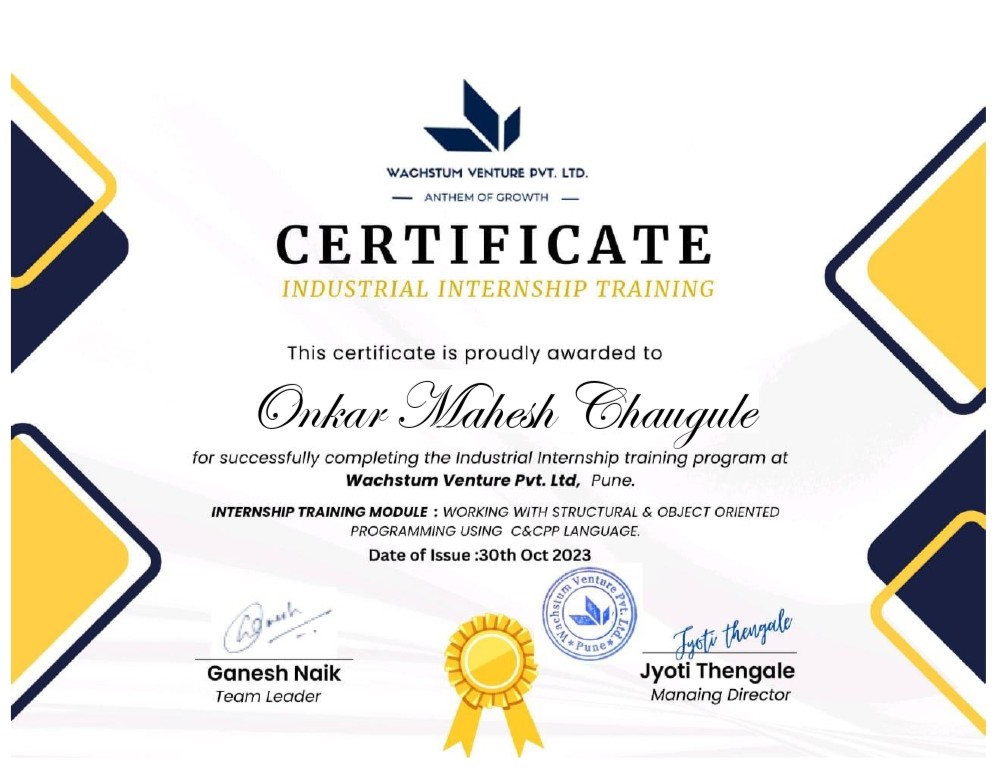 WACHSTUM VENTURE PVT. LTD.
ANTHEM OF GROWTH
CERTIFICATE
INDUSTRIAL INTERNSHIP TRAINING
This certificate is proudly awarded to
Onkar Mahesh Chaugule
for successfully completing the Industrial Internship training program at
Wachstum Venture Pvt. Ltd, Pune.
INTERNSHIP TRAINING MODULE : WORKING WITH STRUCTURAL & OBJECT ORIENTED
PROGRAMMING USING C&CPP LANGUAGE.
Date of Issue :30th Oct 2023
Wachstum Venture Pvt. Ltd.
* Pune *
Ganesh
Jyoti thengale
Ganesh Naik
Jyoti Thengale
Team Leader
Manaing Director